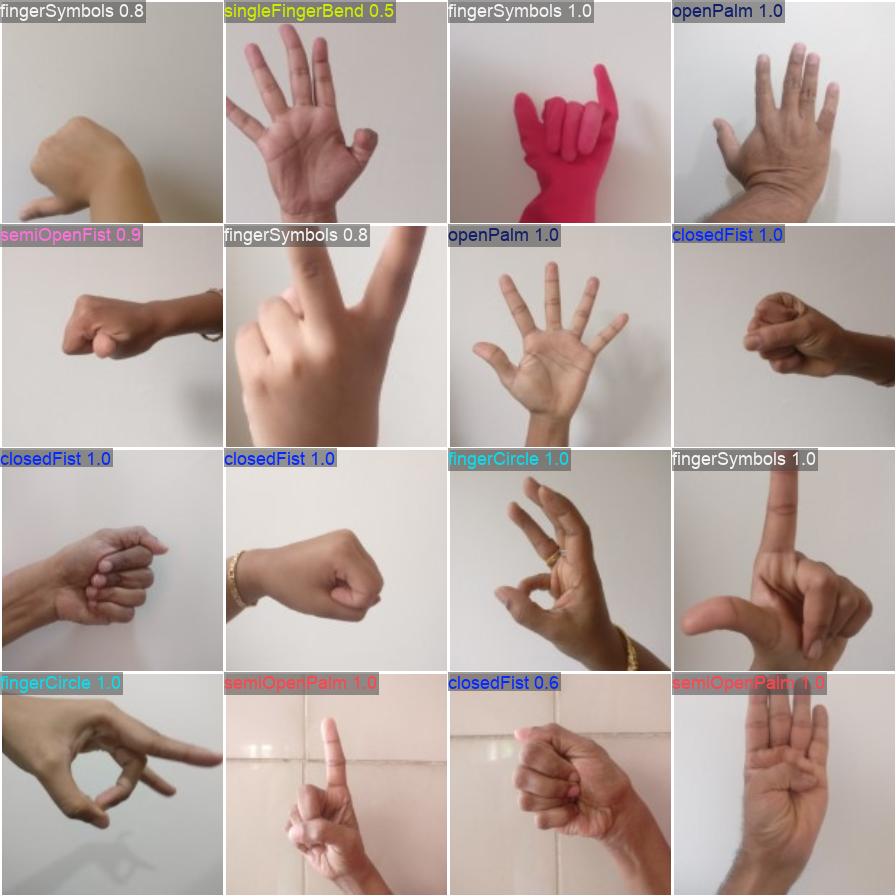 fingerSymbols 0.8
singleFingerBend 0.5
fingerSymbols 1.0
openPalm 1.0
semiOpenFist 0.9
fingerSymbols 0.8
openPalm 1.0
closedFist 1.0
closedFist 1.0
closedFist 1.0
fingerCircle 1.0
fingerSymbols 1.0
fingerCircle 1.0
semiOpenPalm 1.0
closedFist 0.6
semiOpenPalm 1.0